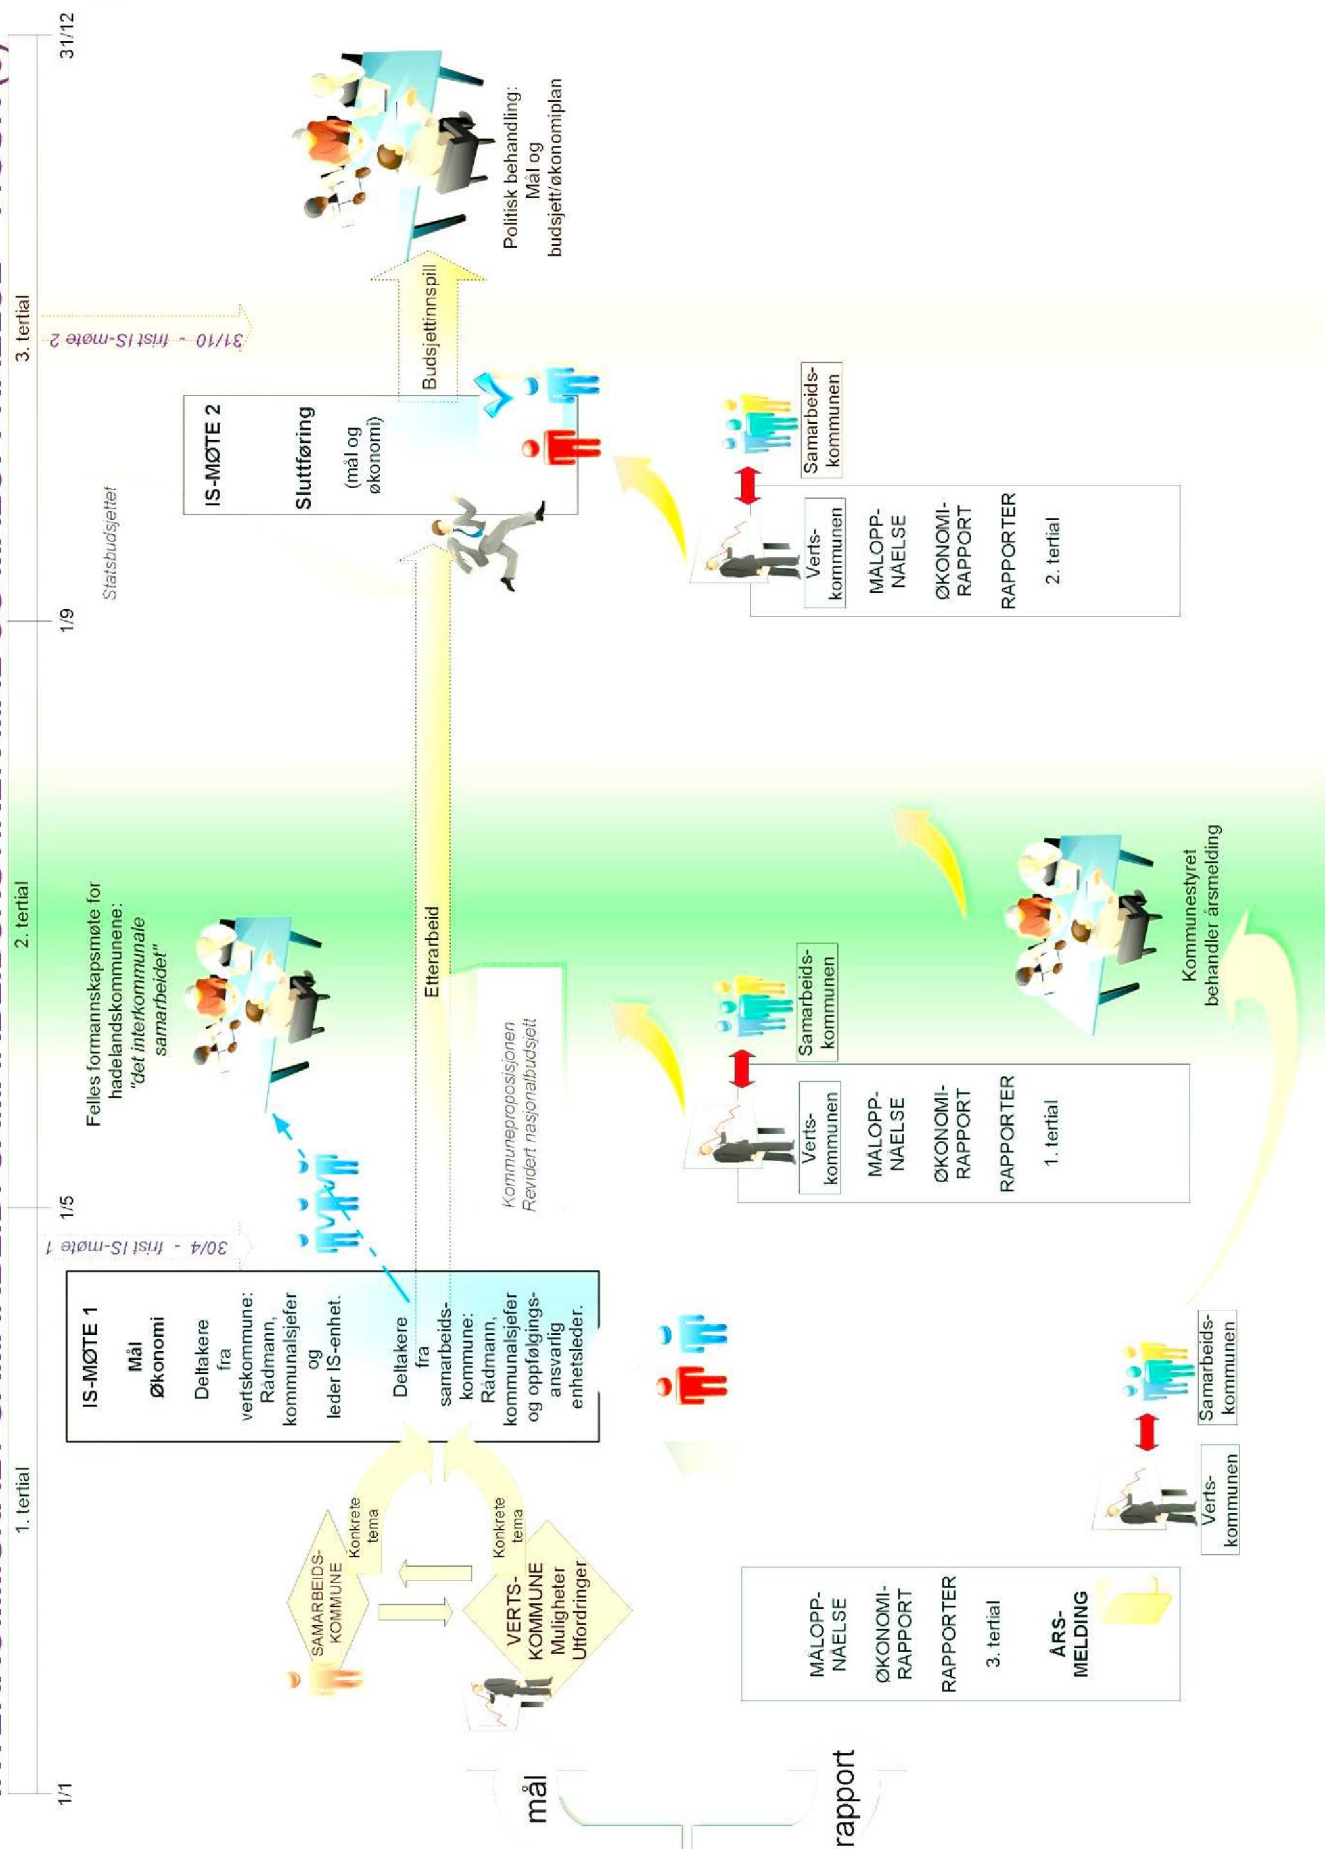 1. tertial
2. tertial
3. tertial
1/1
1/5
1/9
31/12
30/4 - frist IS-møte 1
31/10 - frist IS-møte 2
SAMARBEIDS-
KOMMUNE
Konkrete
tema
VERTS-
KOMMUNE
Muligheter
Utfordringer
Konkrete
tema
IS-MØTE 1
Mål
Økonomi
Deltakere
fra
vertskommune:
Rådmann,
kommunalsjefer
og
leder IS-enhet.
Deltakere
fra
samarbeids-
kommune:
Rådmann,
kommunalsjefer
og oppfølgings-
ansvarlig
enhetsleder.
Felles formannskapsmøte for
hadelandskommunene:
"det interkommunale
samarbeidet"
Etterarbeid
Kommuneproposisjonen
Revidert nasjonalbudsjett
Statsbudsjettet
IS-MØTE 2
Sluttføring
(mål og
økonomi)
Budsjettinnspill
Politisk behandling:
Mål og
budsjett/økonomiplan
mål
rapport
MÅLOPP-
NÅELSE
ØKONOMI-
RAPPORT
RAPPORTER
3. tertial
ÅRS-
MELDING
Verts-
kommunen
Samarbeids-
kommunen
Verts-
kommunen
Samarbeids-
kommunen
MÅLOPP-
NÅELSE
ØKONOMI-
RAPPORT
RAPPORTER
1. tertial
Kommunestyret
behandler årsmelding
Verts-
kommunen
Samarbeids-
kommunen
MÅLOPP-
NÅELSE
ØKONOMI-
RAPPORT
RAPPORTER
2. tertial